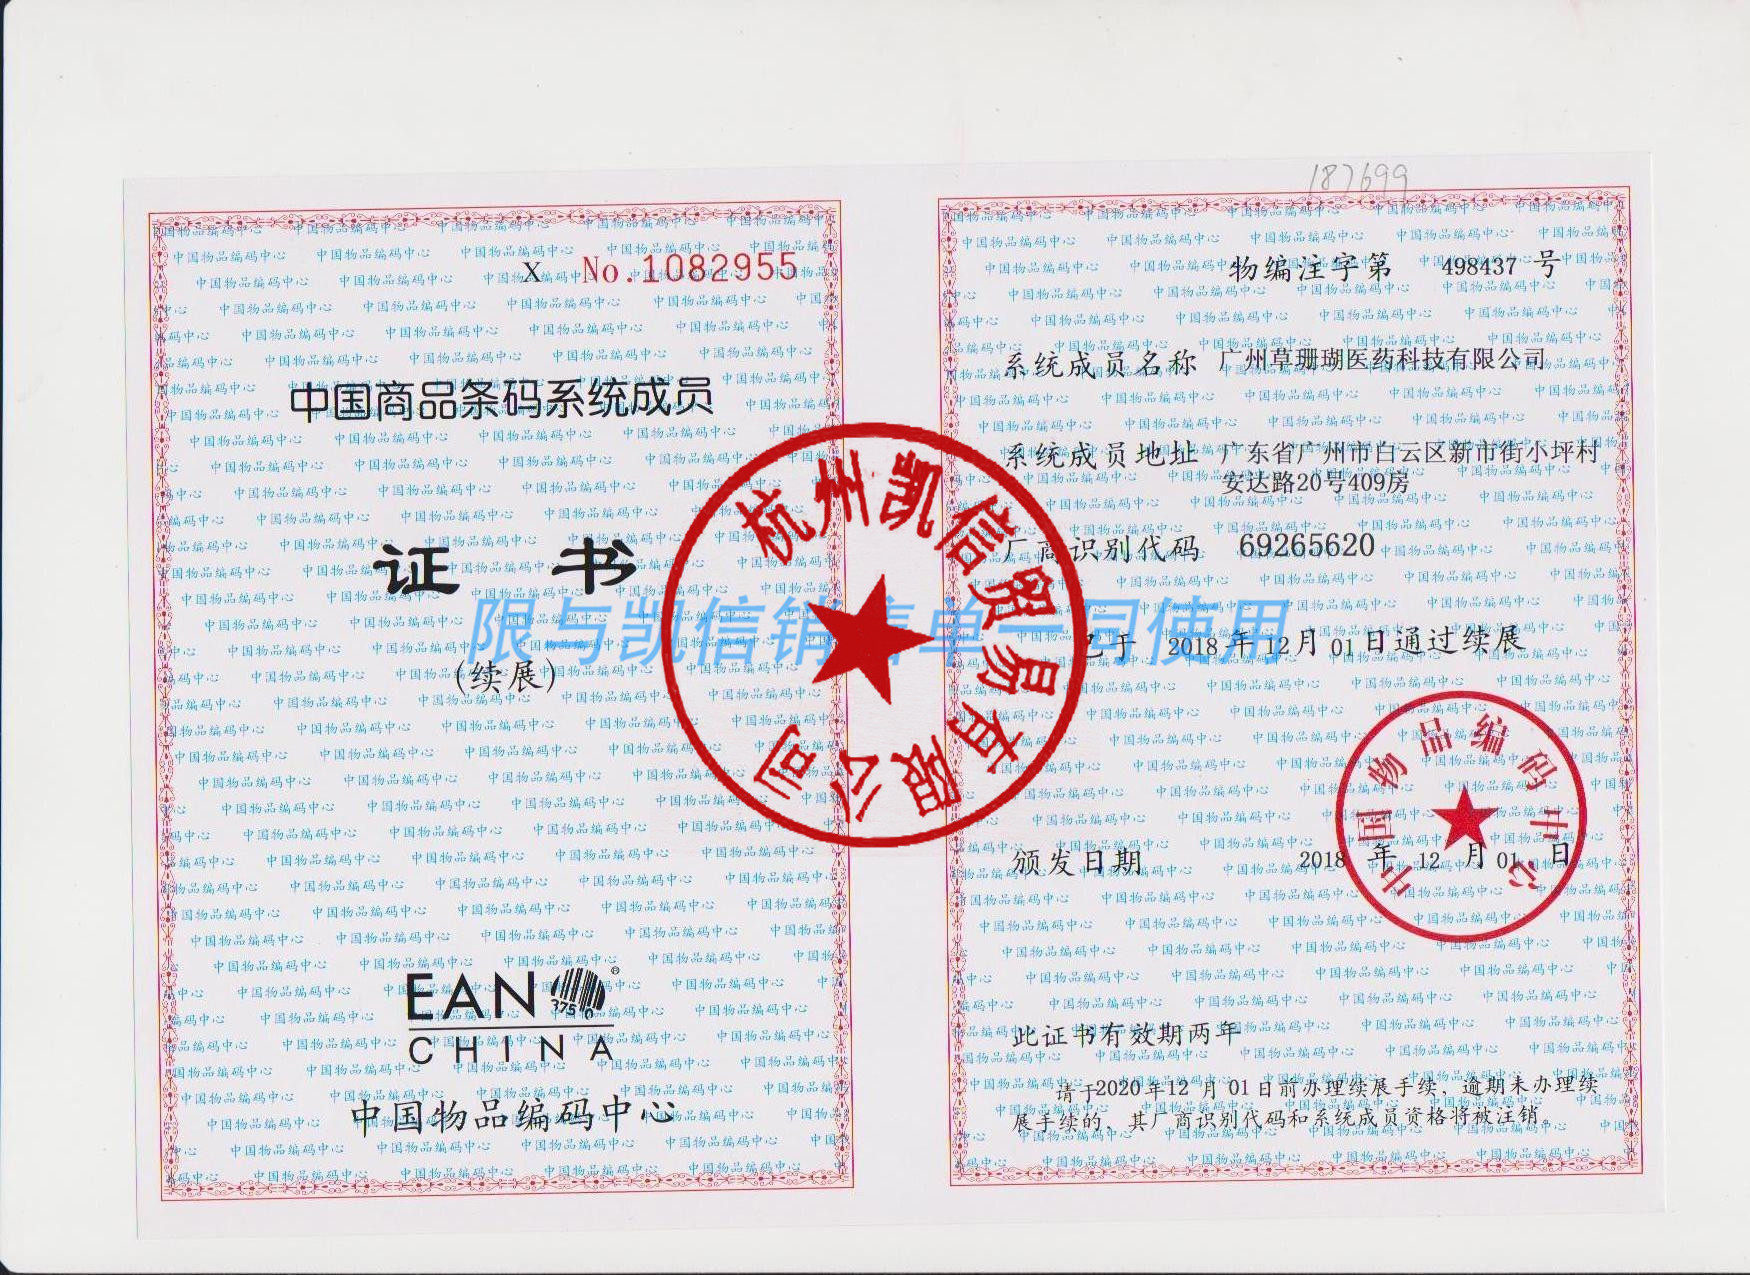 187699
X No.1082955
中国商品条码系统成员
证 书
(续展)
EAN
3750
®
CHINA
中国物品编码中心
物编注字第 498437 号
系统成员名称 广州草珊瑚医药科技有限公司
系统成员地址 广东省广州市白云区新市街小坪村
安达路20号409房
厂商识别代码 69265620
已于 2018 年 12 月 01 日通过续展
颁发日期 2018 年 12 月 01 日
此证书有效期两年
请于2020年12月01日前办理续展手续，逾期未办理续
展手续的，其厂商识别代码和系统成员资格将被注销。
中国物品编码中心
杭州凯信贸易有限公司
限与凯信销售单一同使用